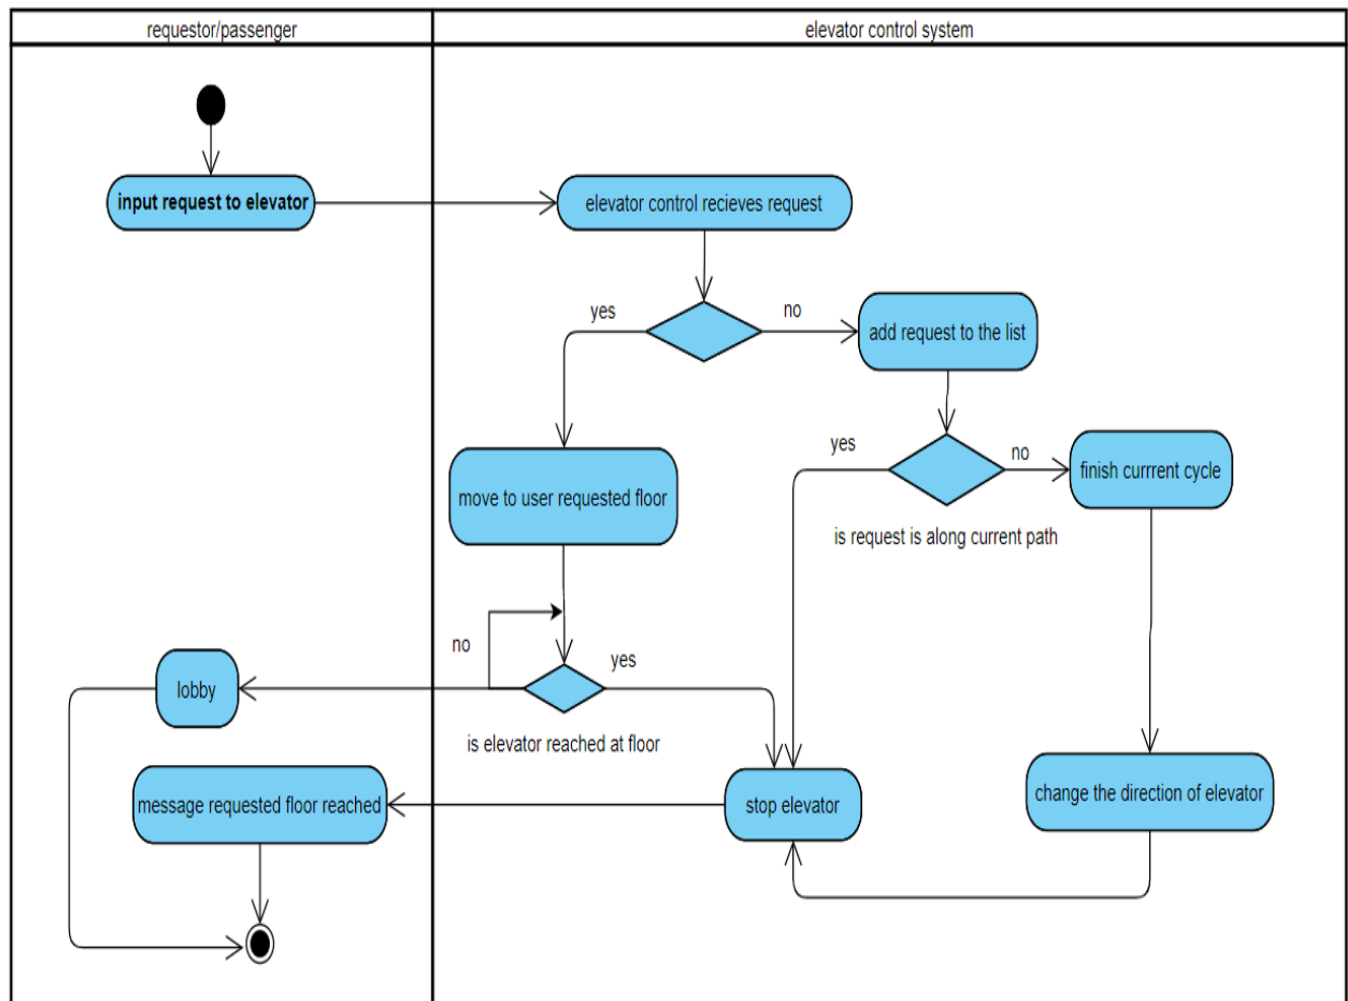 requestor/passenger
elevator control system
input request to elevator
elevator control recieves request
yes
no
add request to the list
yes
no
finish currrent cycle
move to user requested floor
is request is along current path
no
yes
lobby
is elevator reached at floor
message requested floor reached
stop elevator
change the direction of elevator